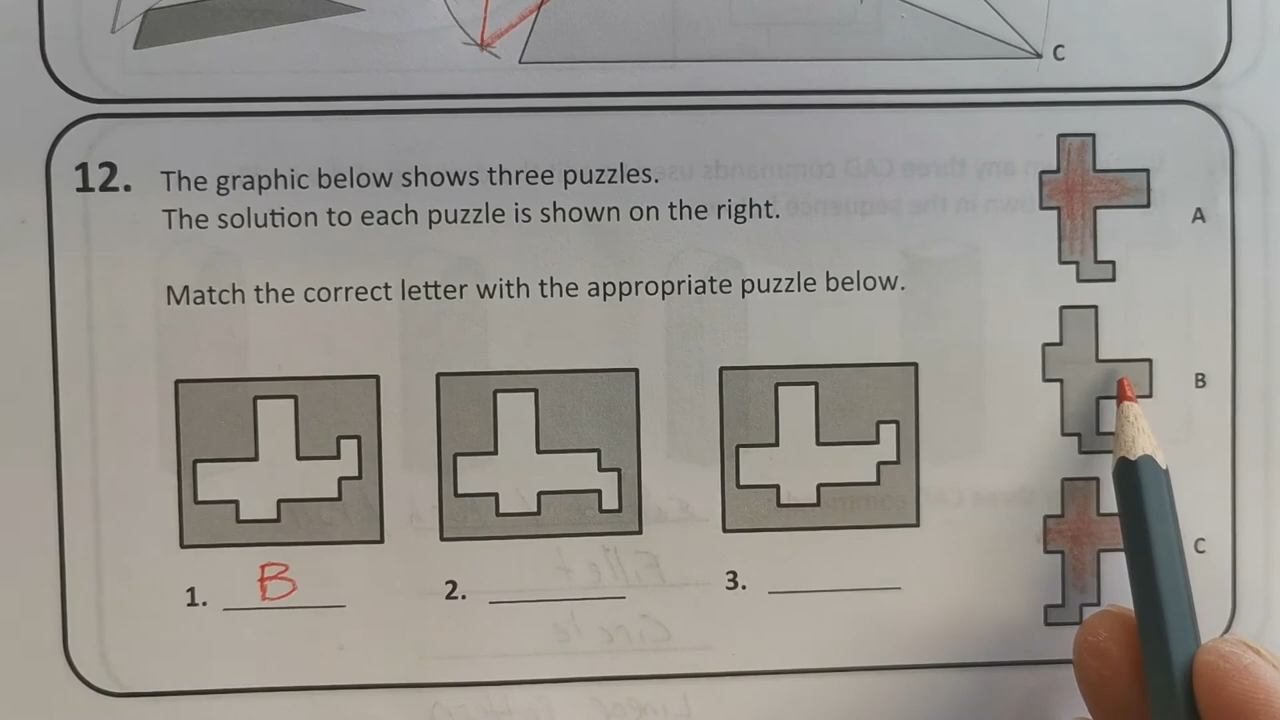 C
12. The graphic below shows three puzzles.
The solution to each puzzle is shown on the right.
Match the correct letter with the appropriate puzzle below.
A
B
C
1. B
2.
3.